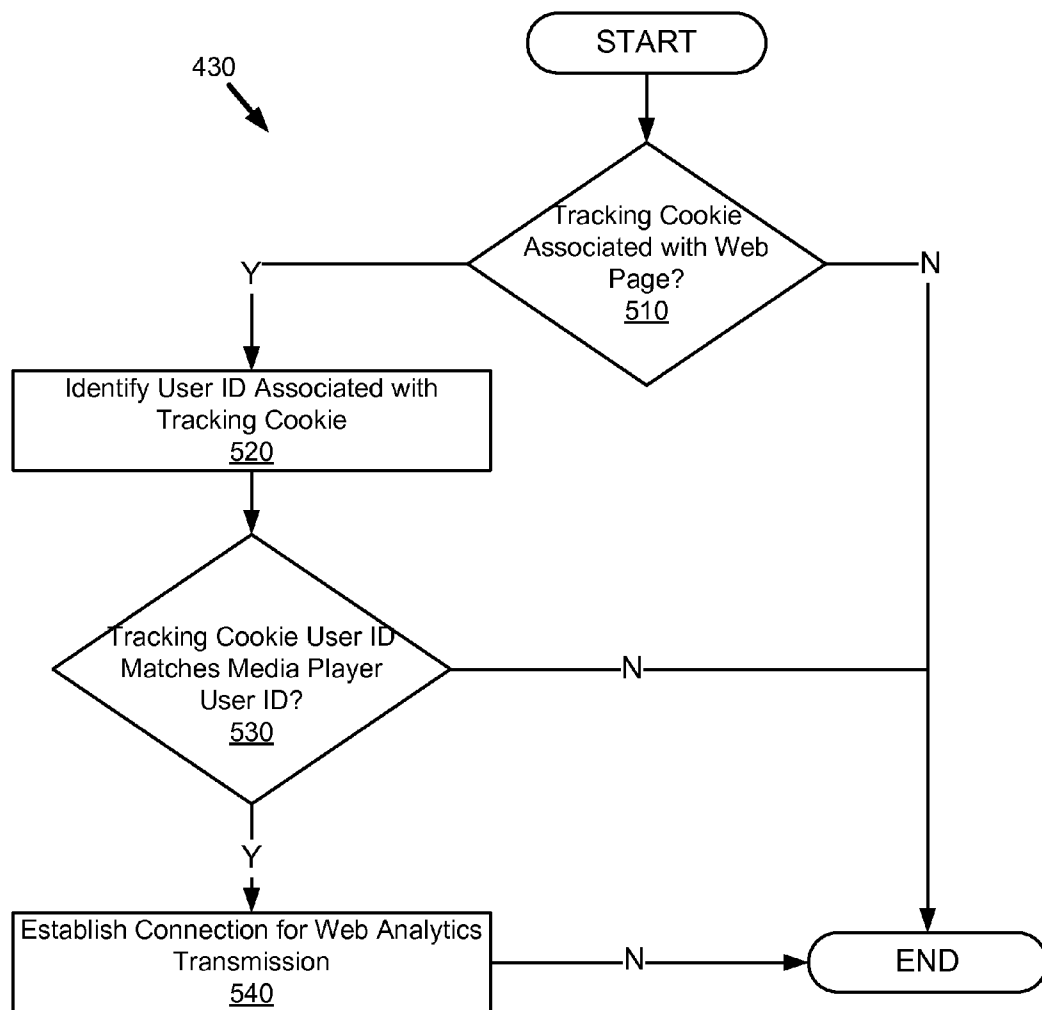 START
430
Tracking Cookie
Associated with Web
Page?
510
N
Y
Identify User ID Associated with
Tracking Cookie
520
Tracking Cookie User ID
Matches Media Player
User ID?
530
N
Y
Establish Connection for Web Analytics
Transmission
540
N
END